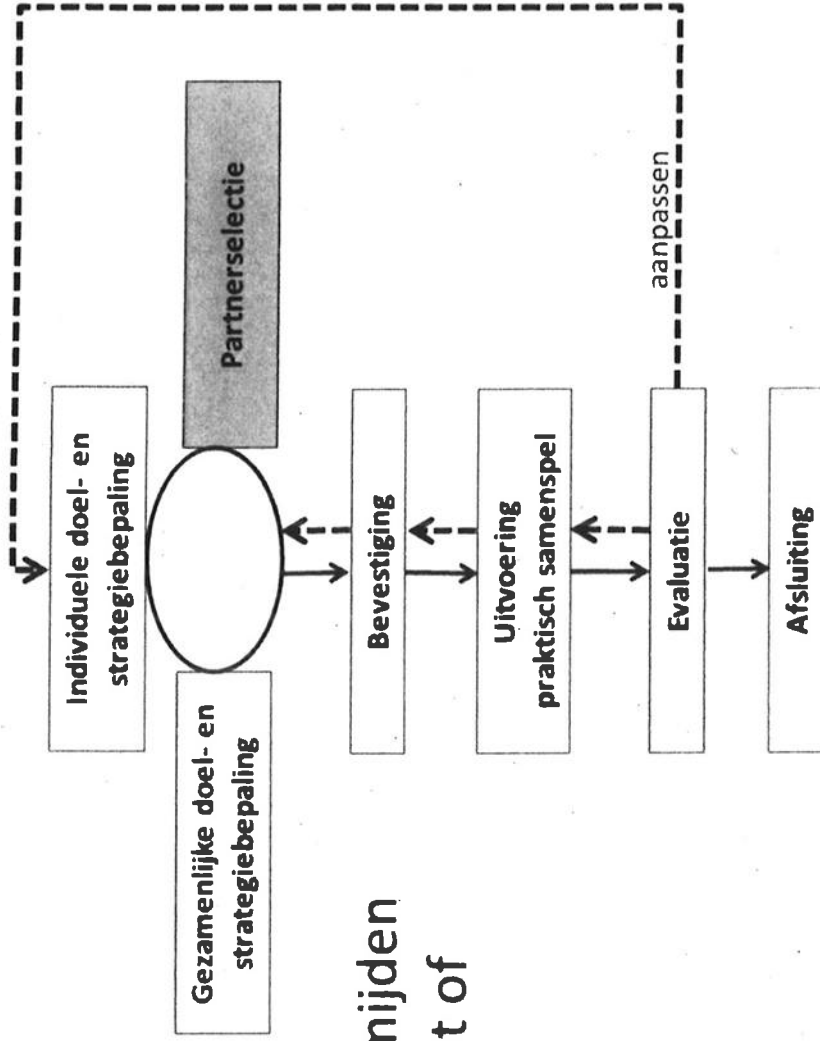 Individuele doel- en
strategiebepaling
Gezamenlijke doel- en
strategiebepaling
Partnerselectie
Bevestiging
Uitvoering
praktisch samenspel
Evaluatie
aanpassen
Afsluiting
nijden
t of